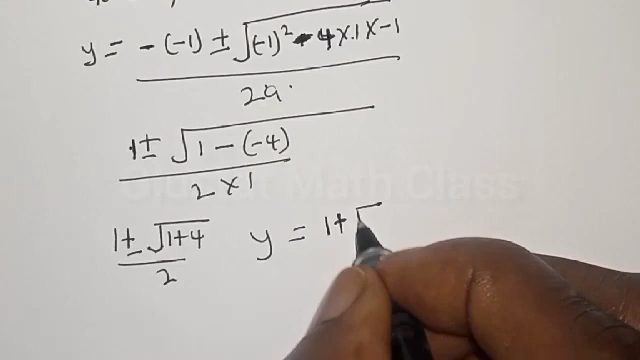 y = -(-1) ± √(-1)² - 4 × 1 × -1
2a.
1 ± √1 - (-4)
2 × 1
1 ± √1+4 y = 1+ √
2